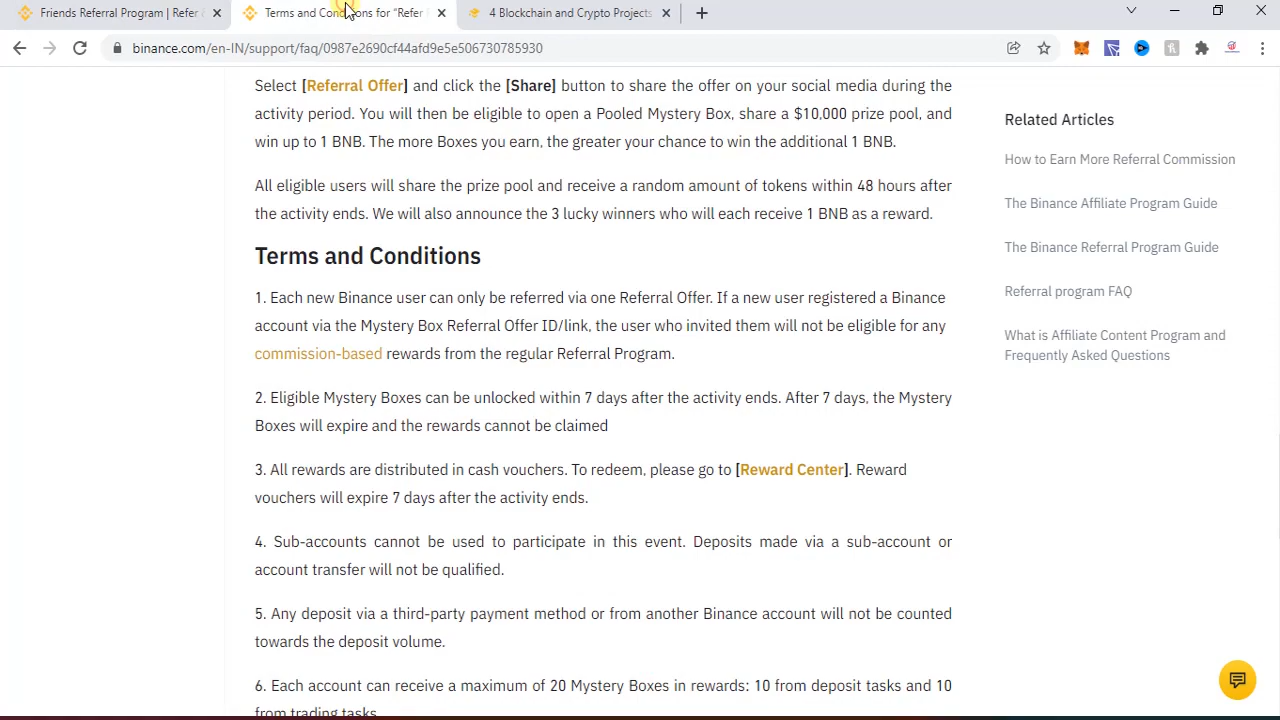 Friends Referral Program | Refer
Terms and Conditions for "Refer
4 Blockchain and Crypto Projects
binance.com/en-IN/support/faq/0987e2690cf44afd9e5e506730785930
Select [Referral Offer] and click the [Share] button to share the offer on your social media during the
activity period. You will then be eligible to open a Pooled Mystery Box, share a $10,000 prize pool, and
win up to 1 BNB. The more Boxes you earn, the greater your chance to win the additional 1 BNB.
All eligible users will share the prize pool and receive a random amount of tokens within 48 hours after
the activity ends. We will also announce the 3 lucky winners who will each receive 1 BNB as a reward.
Terms and Conditions
1. Each new Binance user can only be referred via one Referral Offer. If a new user registered a Binance
account via the Mystery Box Referral Offer ID/link, the user who invited them will not be eligible for any
commission-based rewards from the regular Referral Program.
2. Eligible Mystery Boxes can be unlocked within 7 days after the activity ends. After 7 days, the Mystery
Boxes will expire and the rewards cannot be claimed
3. All rewards are distributed in cash vouchers. To redeem, please go to [Reward Center]. Reward
vouchers will expire 7 days after the activity ends.
4. Sub-accounts cannot be used to participate in this event. Deposits made via a sub-account or
account transfer will not be qualified.
5. Any deposit via a third-party payment method or from another Binance account will not be counted
towards the deposit volume.
6. Each account can receive a maximum of 20 Mystery Boxes in rewards: 10 from deposit tasks and 10
from trading tasks
Related Articles
How to Earn More Referral Commission
The Binance Affiliate Program Guide
The Binance Referral Program Guide
Referral program FAQ
What is Affiliate Content Program and
Frequently Asked Questions